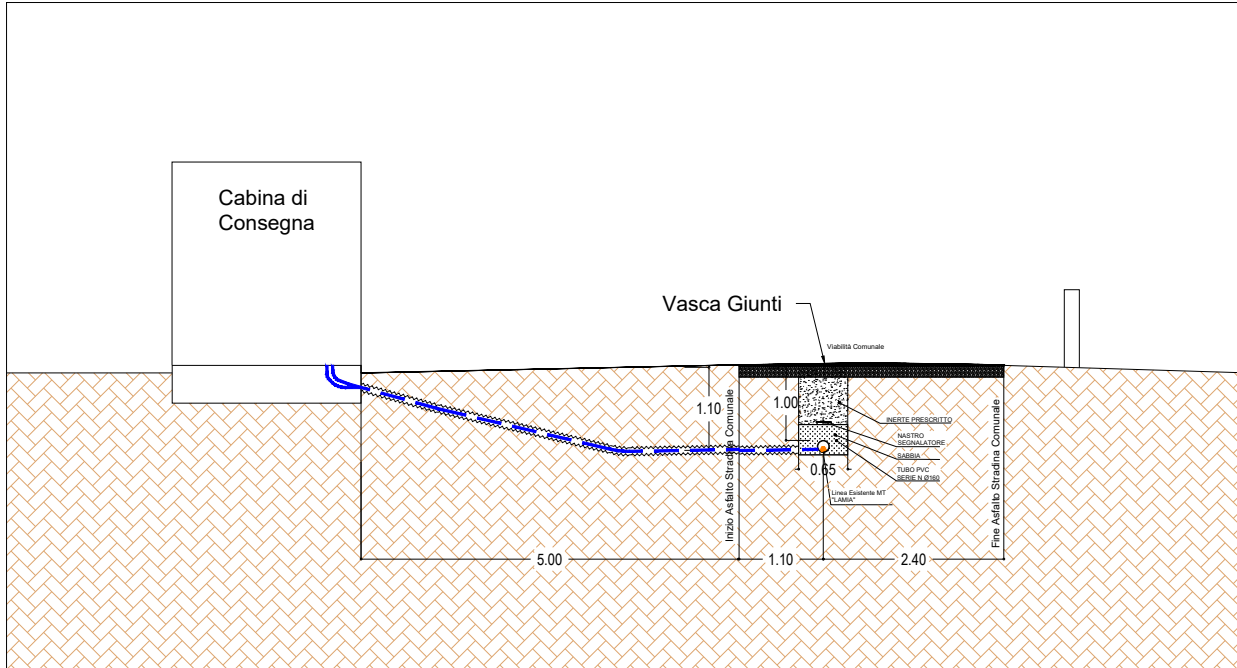 Cabina di
Consegna
Vasca Giunti
Viabilità Comunale
1.10
1.00
INERTE PRESCRITTO
NASTRO
SEGNALATORE
SABBIA
TUBO PVC
SERIE N Ø160
0.65
Linea Esistente MT
"LAMIA"
Inizio Asfalto Stradina Comunale
Fine Asfalto Stradina Comunale
5.00
1.10
2.40